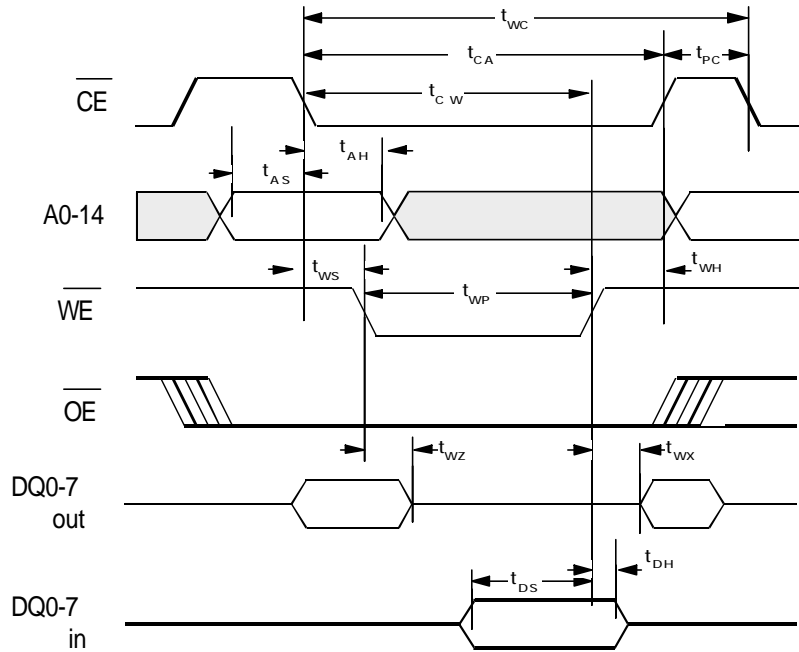 tWC
tCA
tPC
CE
tCW
tAH
tAS
A0-14
tWS
tWH
tWP
WE
OE
tWZ
tWX
DQ0-7
out
tDH
tDS
DQ0-7
in